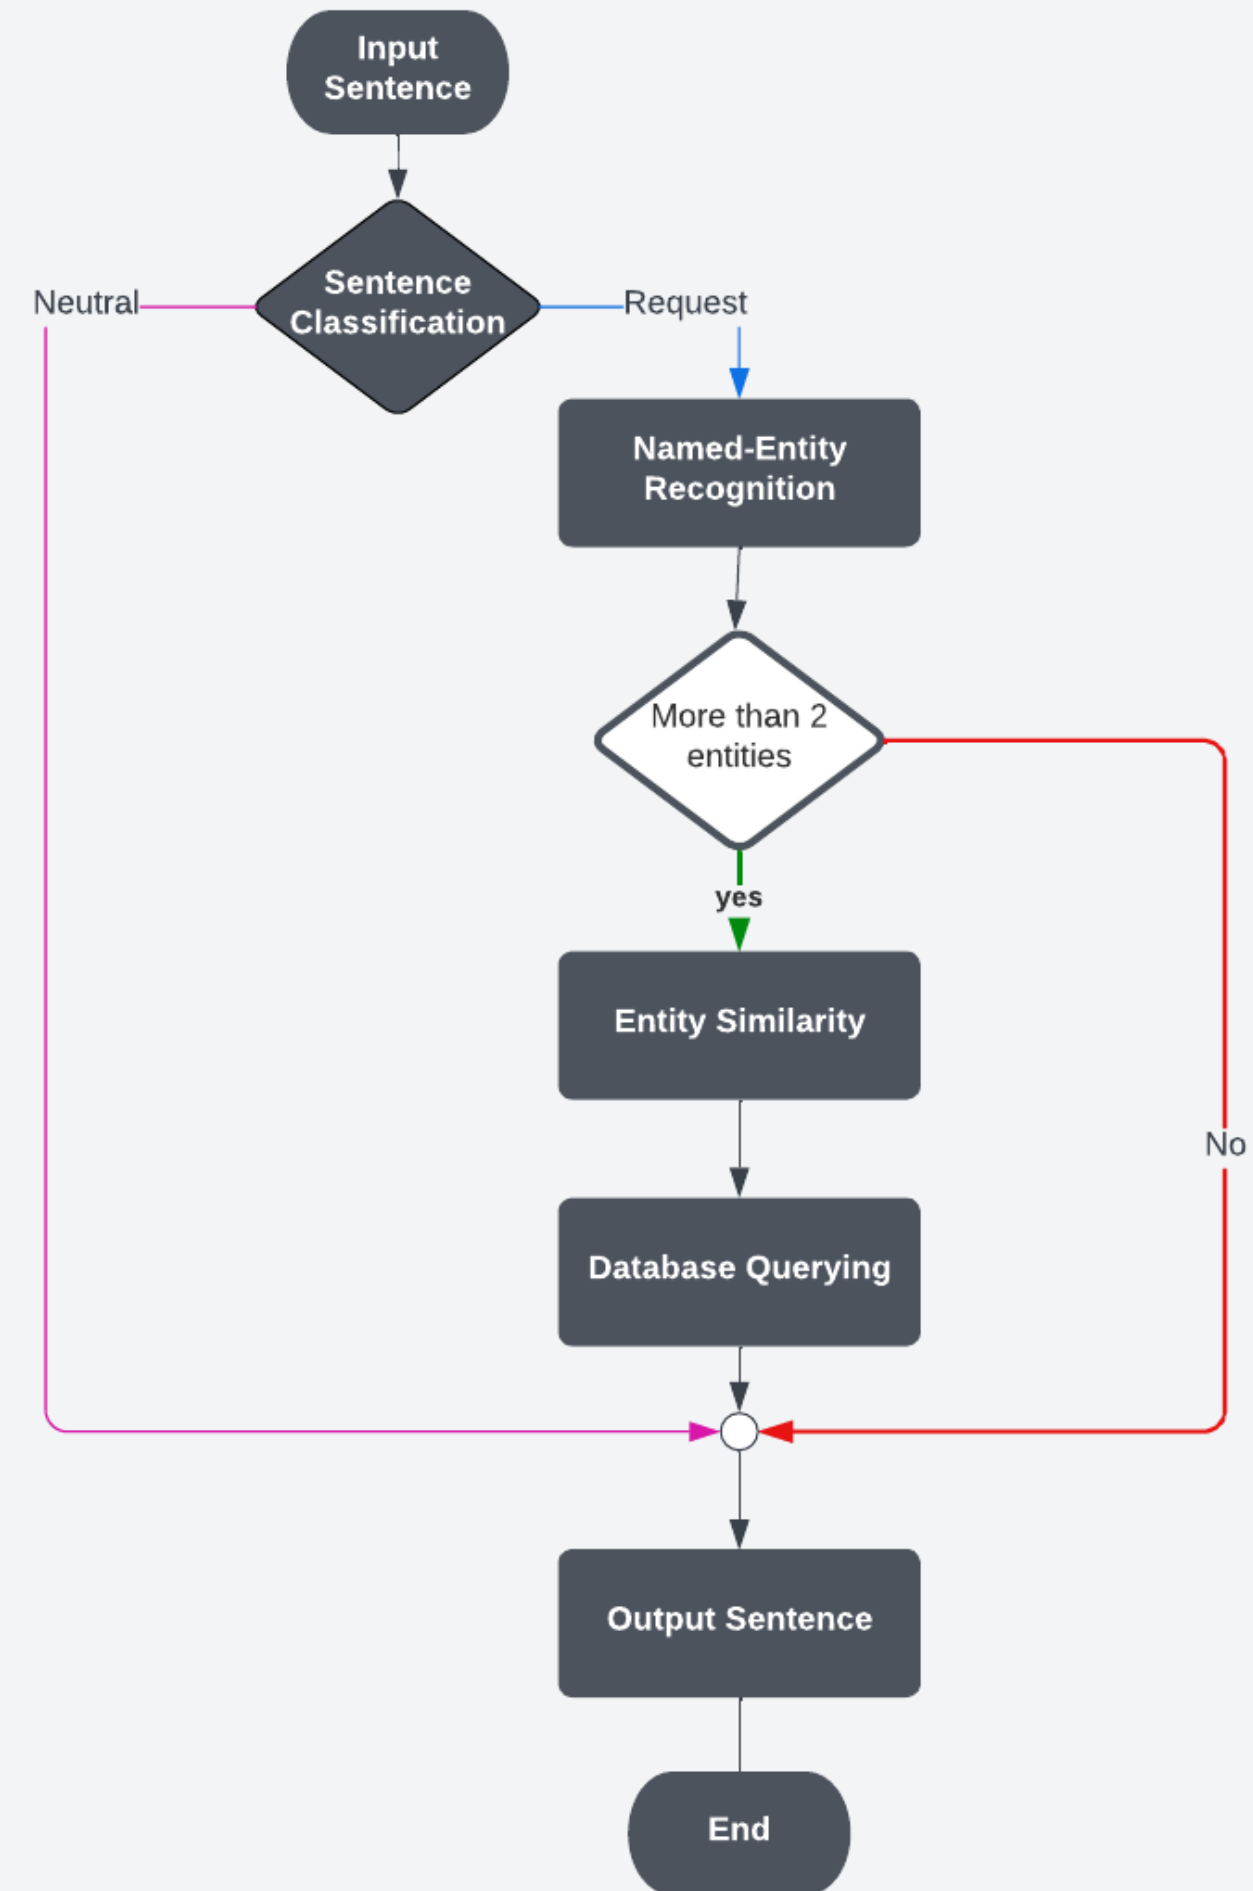 Input
Sentence
Sentence
Classification
Neutral
Request
Named-Entity
Recognition
More than 2
entities
yes
Entity Similarity
No
Database Querying
Output Sentence
End